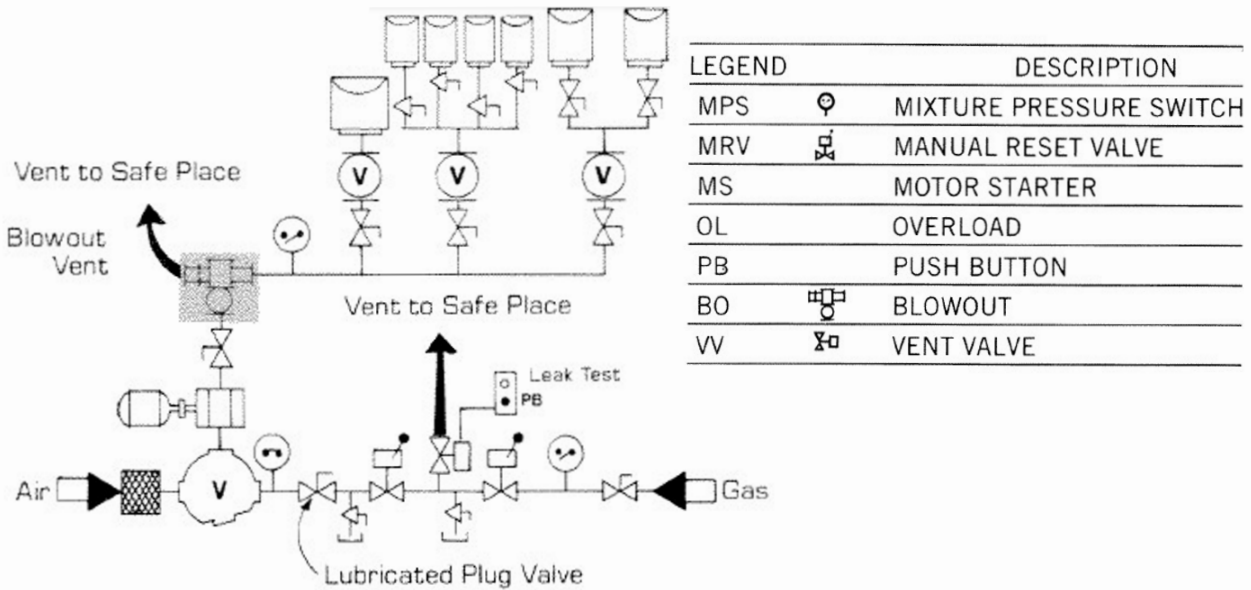 Vent to Safe Place
Blowout
Vent
V
V
V
Vent to Safe Place
Leak Test
PB
Air
V
Gas
Lubricated Plug Valve
LEGEND DESCRIPTION
MPS MIXTURE PRESSURE SWITCH
MRV MANUAL RESET VALVE
MS MOTOR STARTER
OL OVERLOAD
PB PUSH BUTTON
BO BLOWOUT
VV VENT VALVE